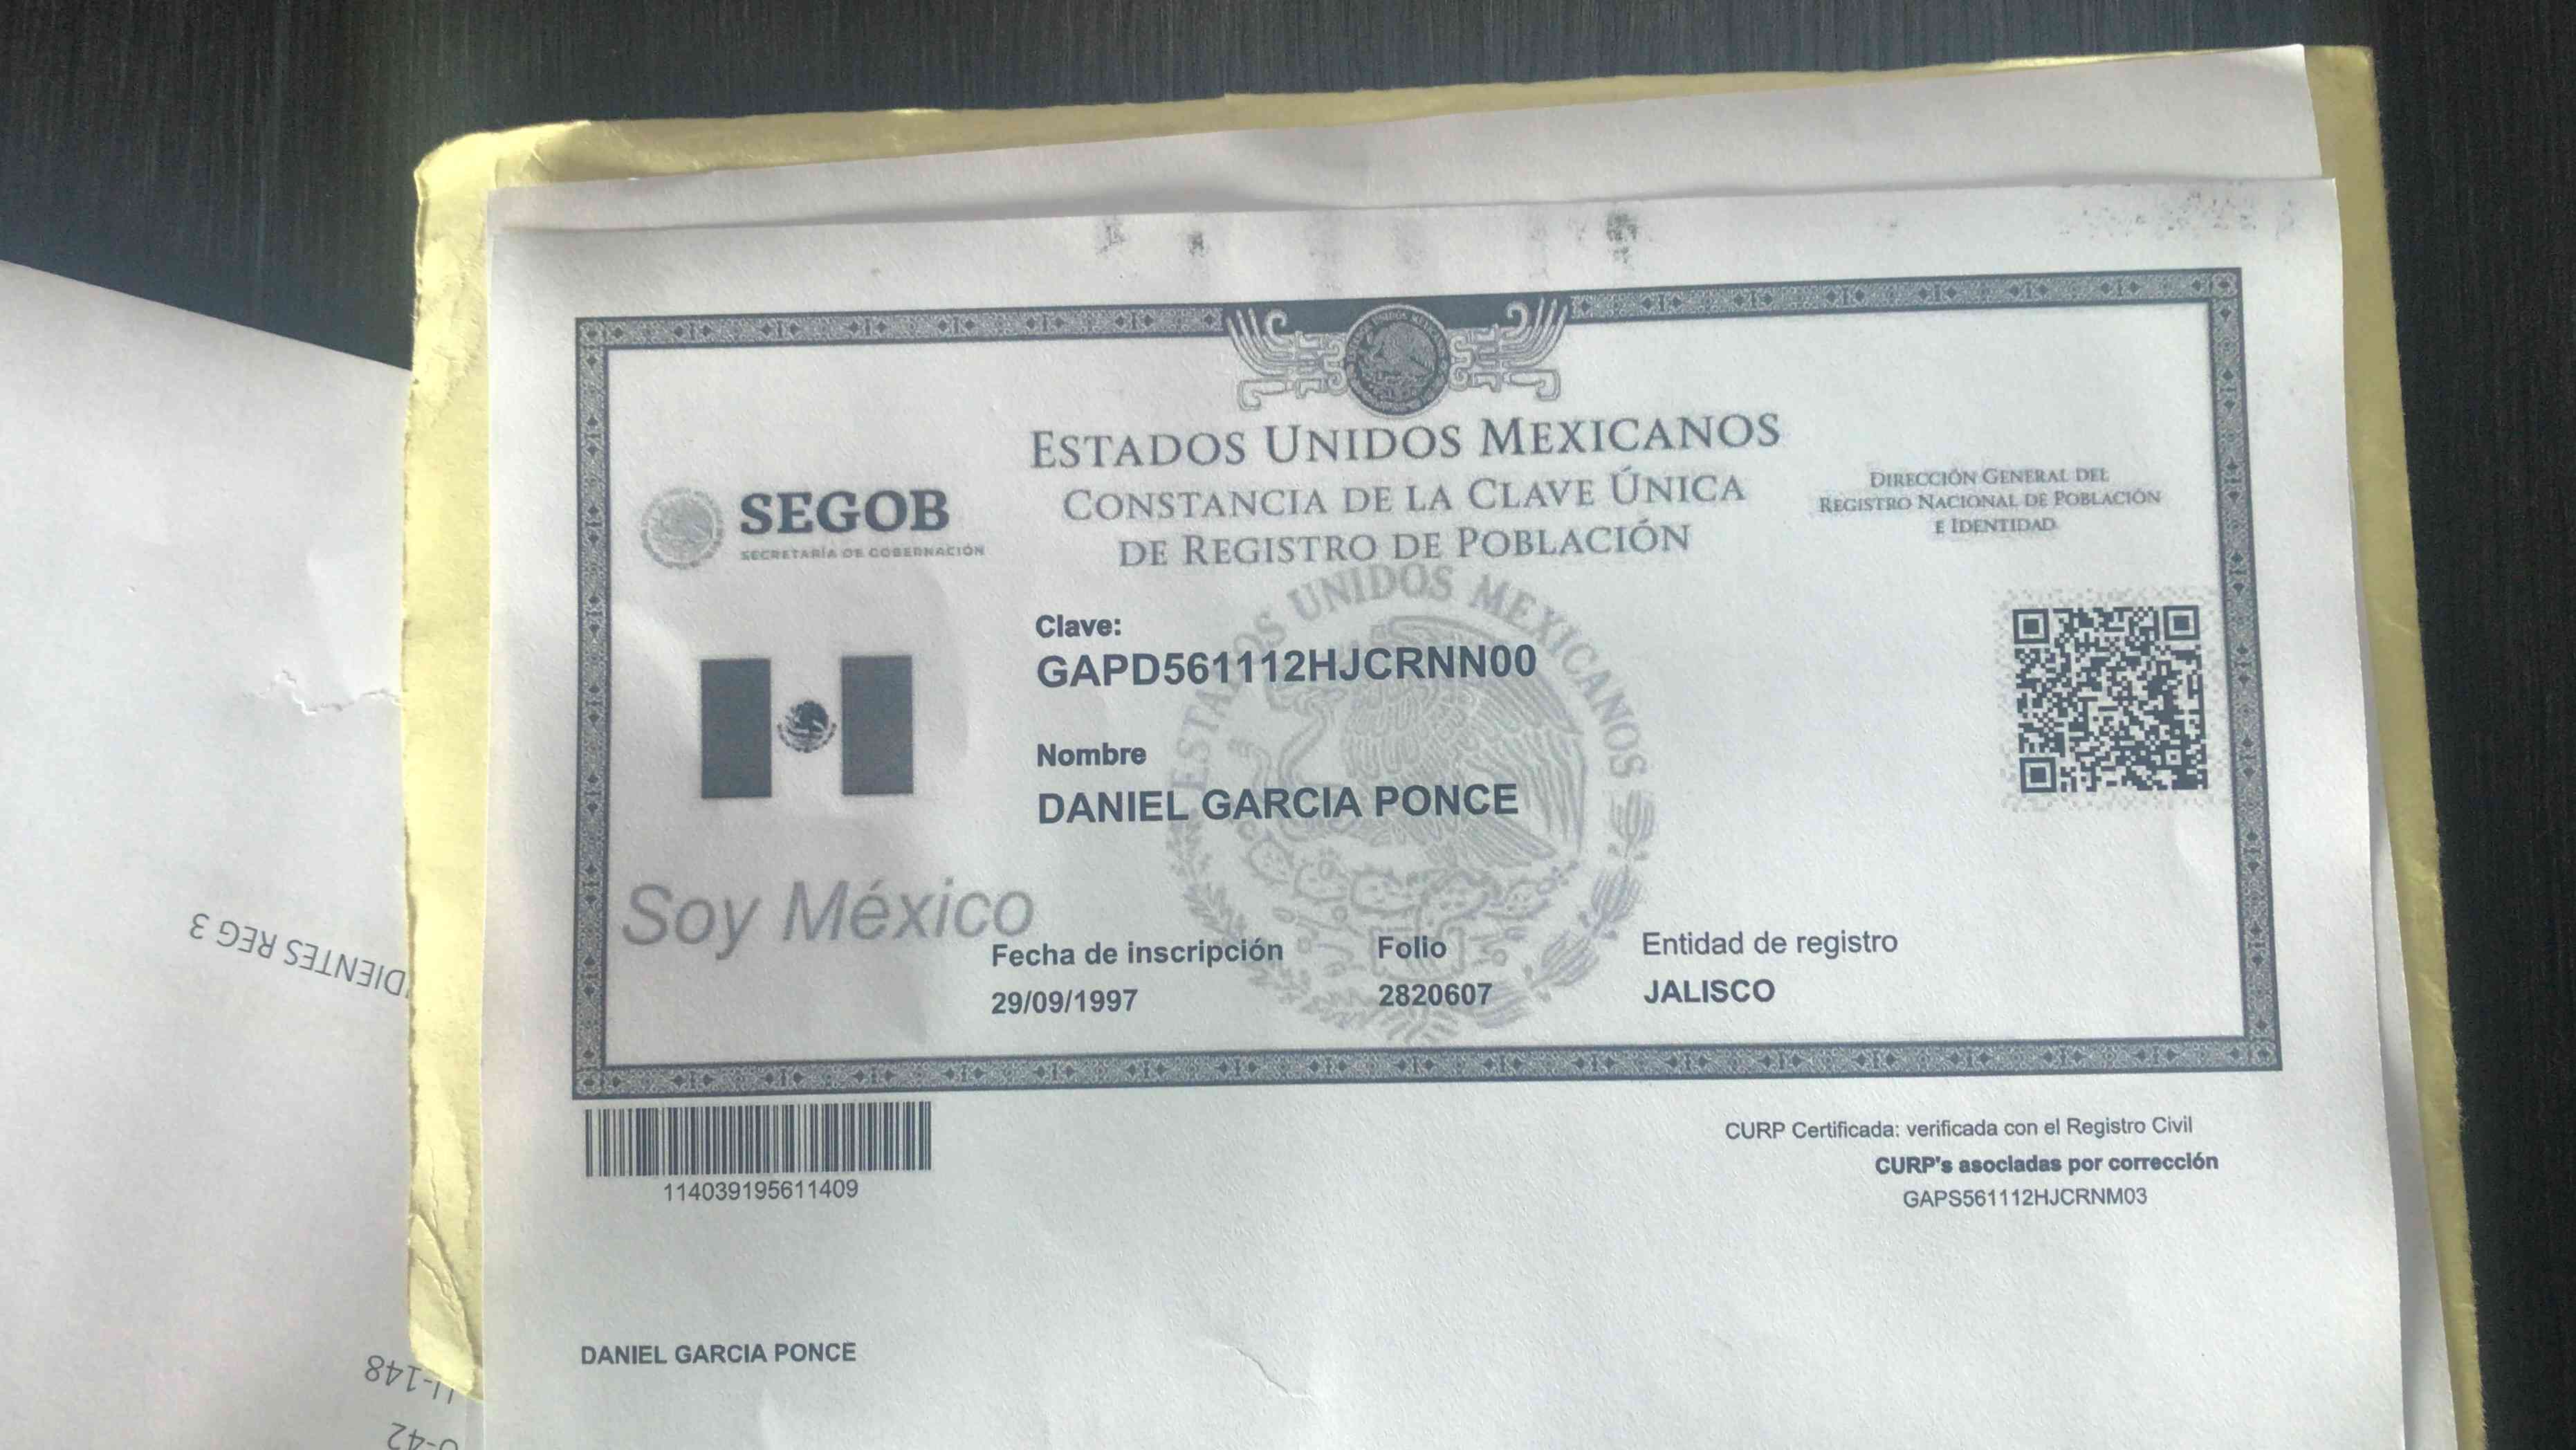 ESTADOS UNIDOS MEXICANOS
CONSTANCIA DE LA CLAVE ÚNICA
DE REGISTRO DE POBLACIÓN
SEGOB
SECRETARÍA DE GOBERNACIÓN
DIRECCIÓN GENERAL DEL
REGISTRO NACIONAL DE POBLACIÓN
E IDENTIDAD
ESTADOS UNIDOS MEXICANOS
Clave:
GAPD561112HJCRNN00
Nombre
DANIEL GARCIA PONCE
Soy México
Fecha de inscripción
29/09/1997
Folio
2820607
Entidad de registro
JALISCO
114039195611409
CURP Certificada: verificada con el Registro Civil
CURP's asociadas por corrección
GAPS561112HJCRNM03
DANIEL GARCIA PONCE
DIENTES REG 3
-148
-42